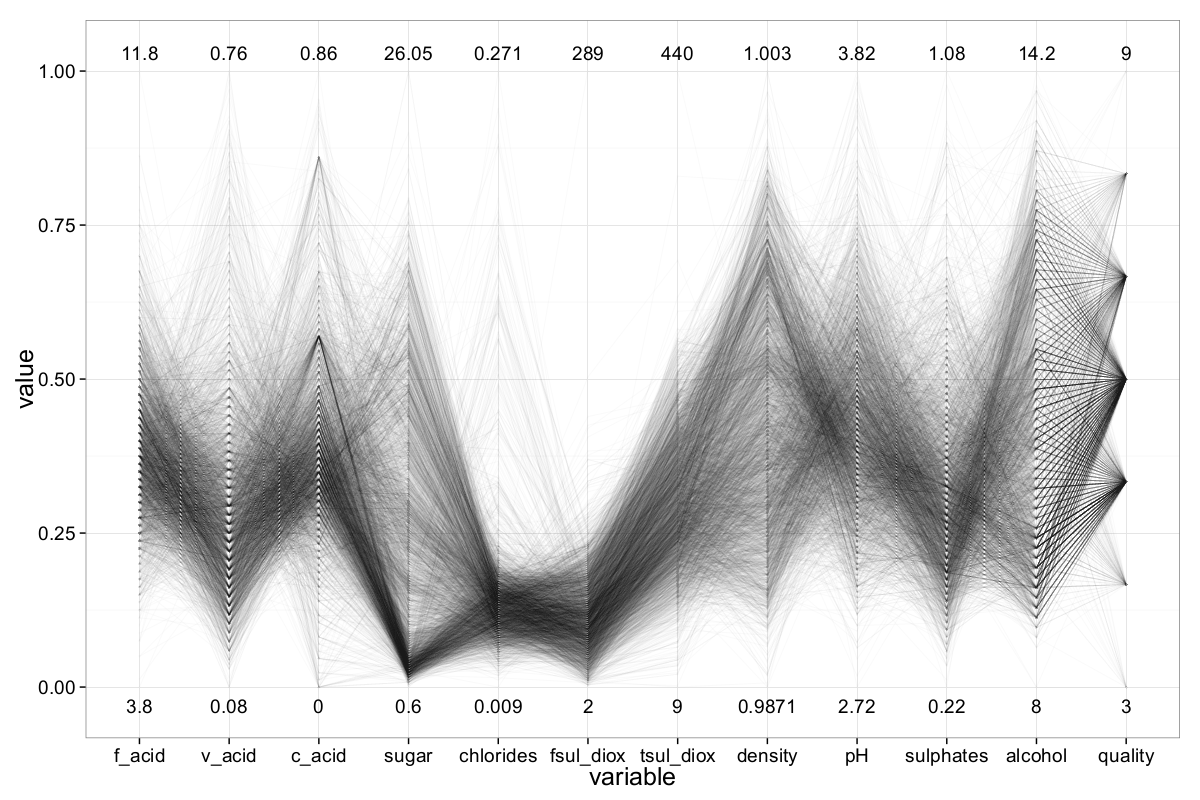 11.8 0.76 0.86 26.05 0.271 289 440 1.003 3.82 1.08 14.2 9
1.00
0.75
value
0.50
0.25
0.00
3.8 0.08 0 0.6 0.009 2 9 0.9871 2.72 0.22 8 3
f_acid v_acid c_acid sugar chlorides fsul_diox tsul_diox density pH sulphates alcohol quality
variable